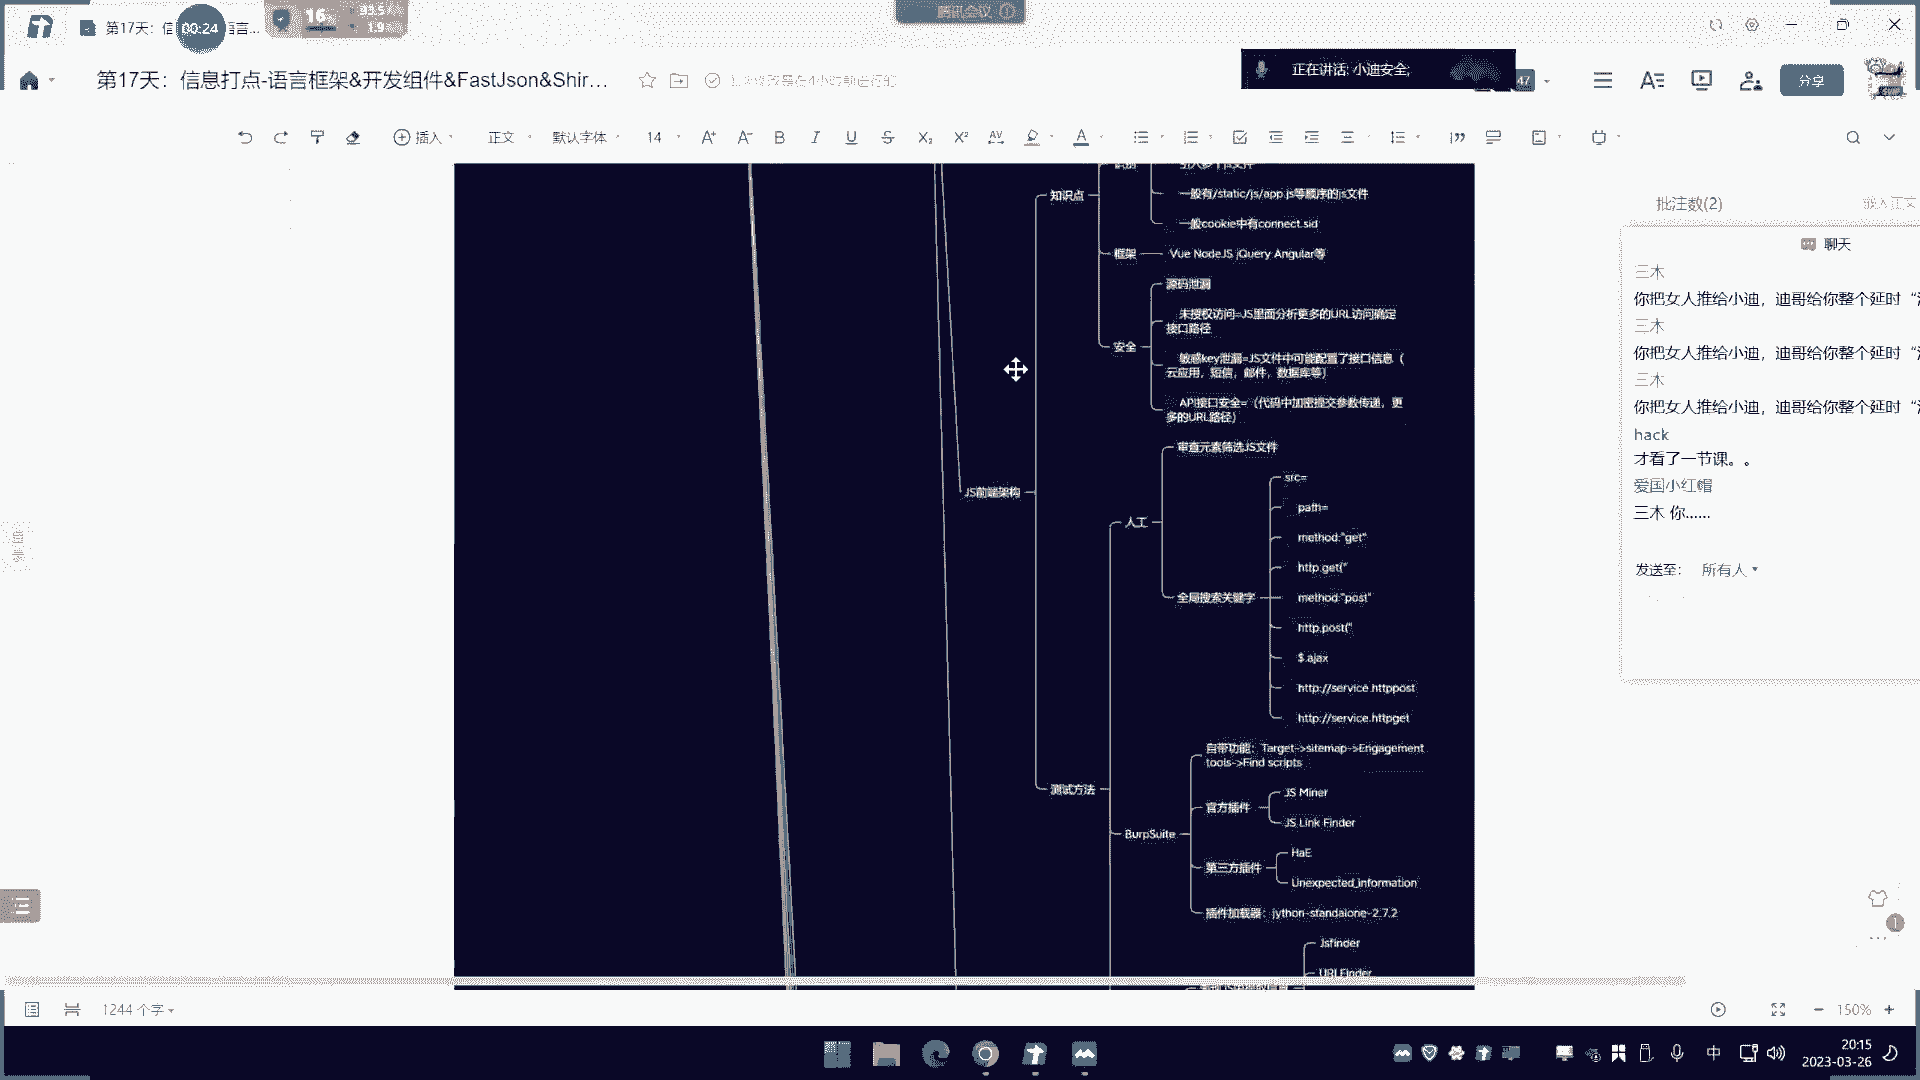 第17天：信
言...
00:24
16
93.5
1.9
腾讯会议
第17天：信息打点-语言框架&开发组件&FastJson&Shir...
正在讲话: 小迪安全;
47
分享
插入
正文
默认字体
14
知识点
一般有/static/js/app.js等顺序的js文件
一般cookie中有connect.sid
框架
Vue NodeJS jQuery Angular等
源码泄漏
未授权访问=JS里面分析更多的URL访问确定
接口路径
安全
敏感key泄漏=JS文件中可能配置了接口信息（
云应用，短信，邮件，数据库等）
API接口安全=（代码中加密提交参数传递，更
多的URL路径）
审查元素筛选JS文件
src=
JS前端架构
path=
人工
method:"get"
http.get("
全局搜索关键字
method:"post"
http.post("
$.ajax
http://service.httppost
http://service.httpget
自带功能：Target->sitemap->Engagement
tools->Find scripts
测试方法
JS Miner
官方插件
JS Link Finder
BurpSuite
HaE
第三方插件
Unexpected_information
插件加载器：jython-standalone-2.7.2
Jsfinder
URLFinder
批注数(2)
嵌入正文
聊天
三木
你把女人推给小迪，迪哥给你整个延时“
三木
你把女人推给小迪，迪哥给你整个延时“
三木
你把女人推给小迪，迪哥给你整个延时“
hack
才看了一节课。。
爱国小红帽
三木 你......
发送至：
所有人
1
1244 个字
150%
中
20:15
2023-03-26